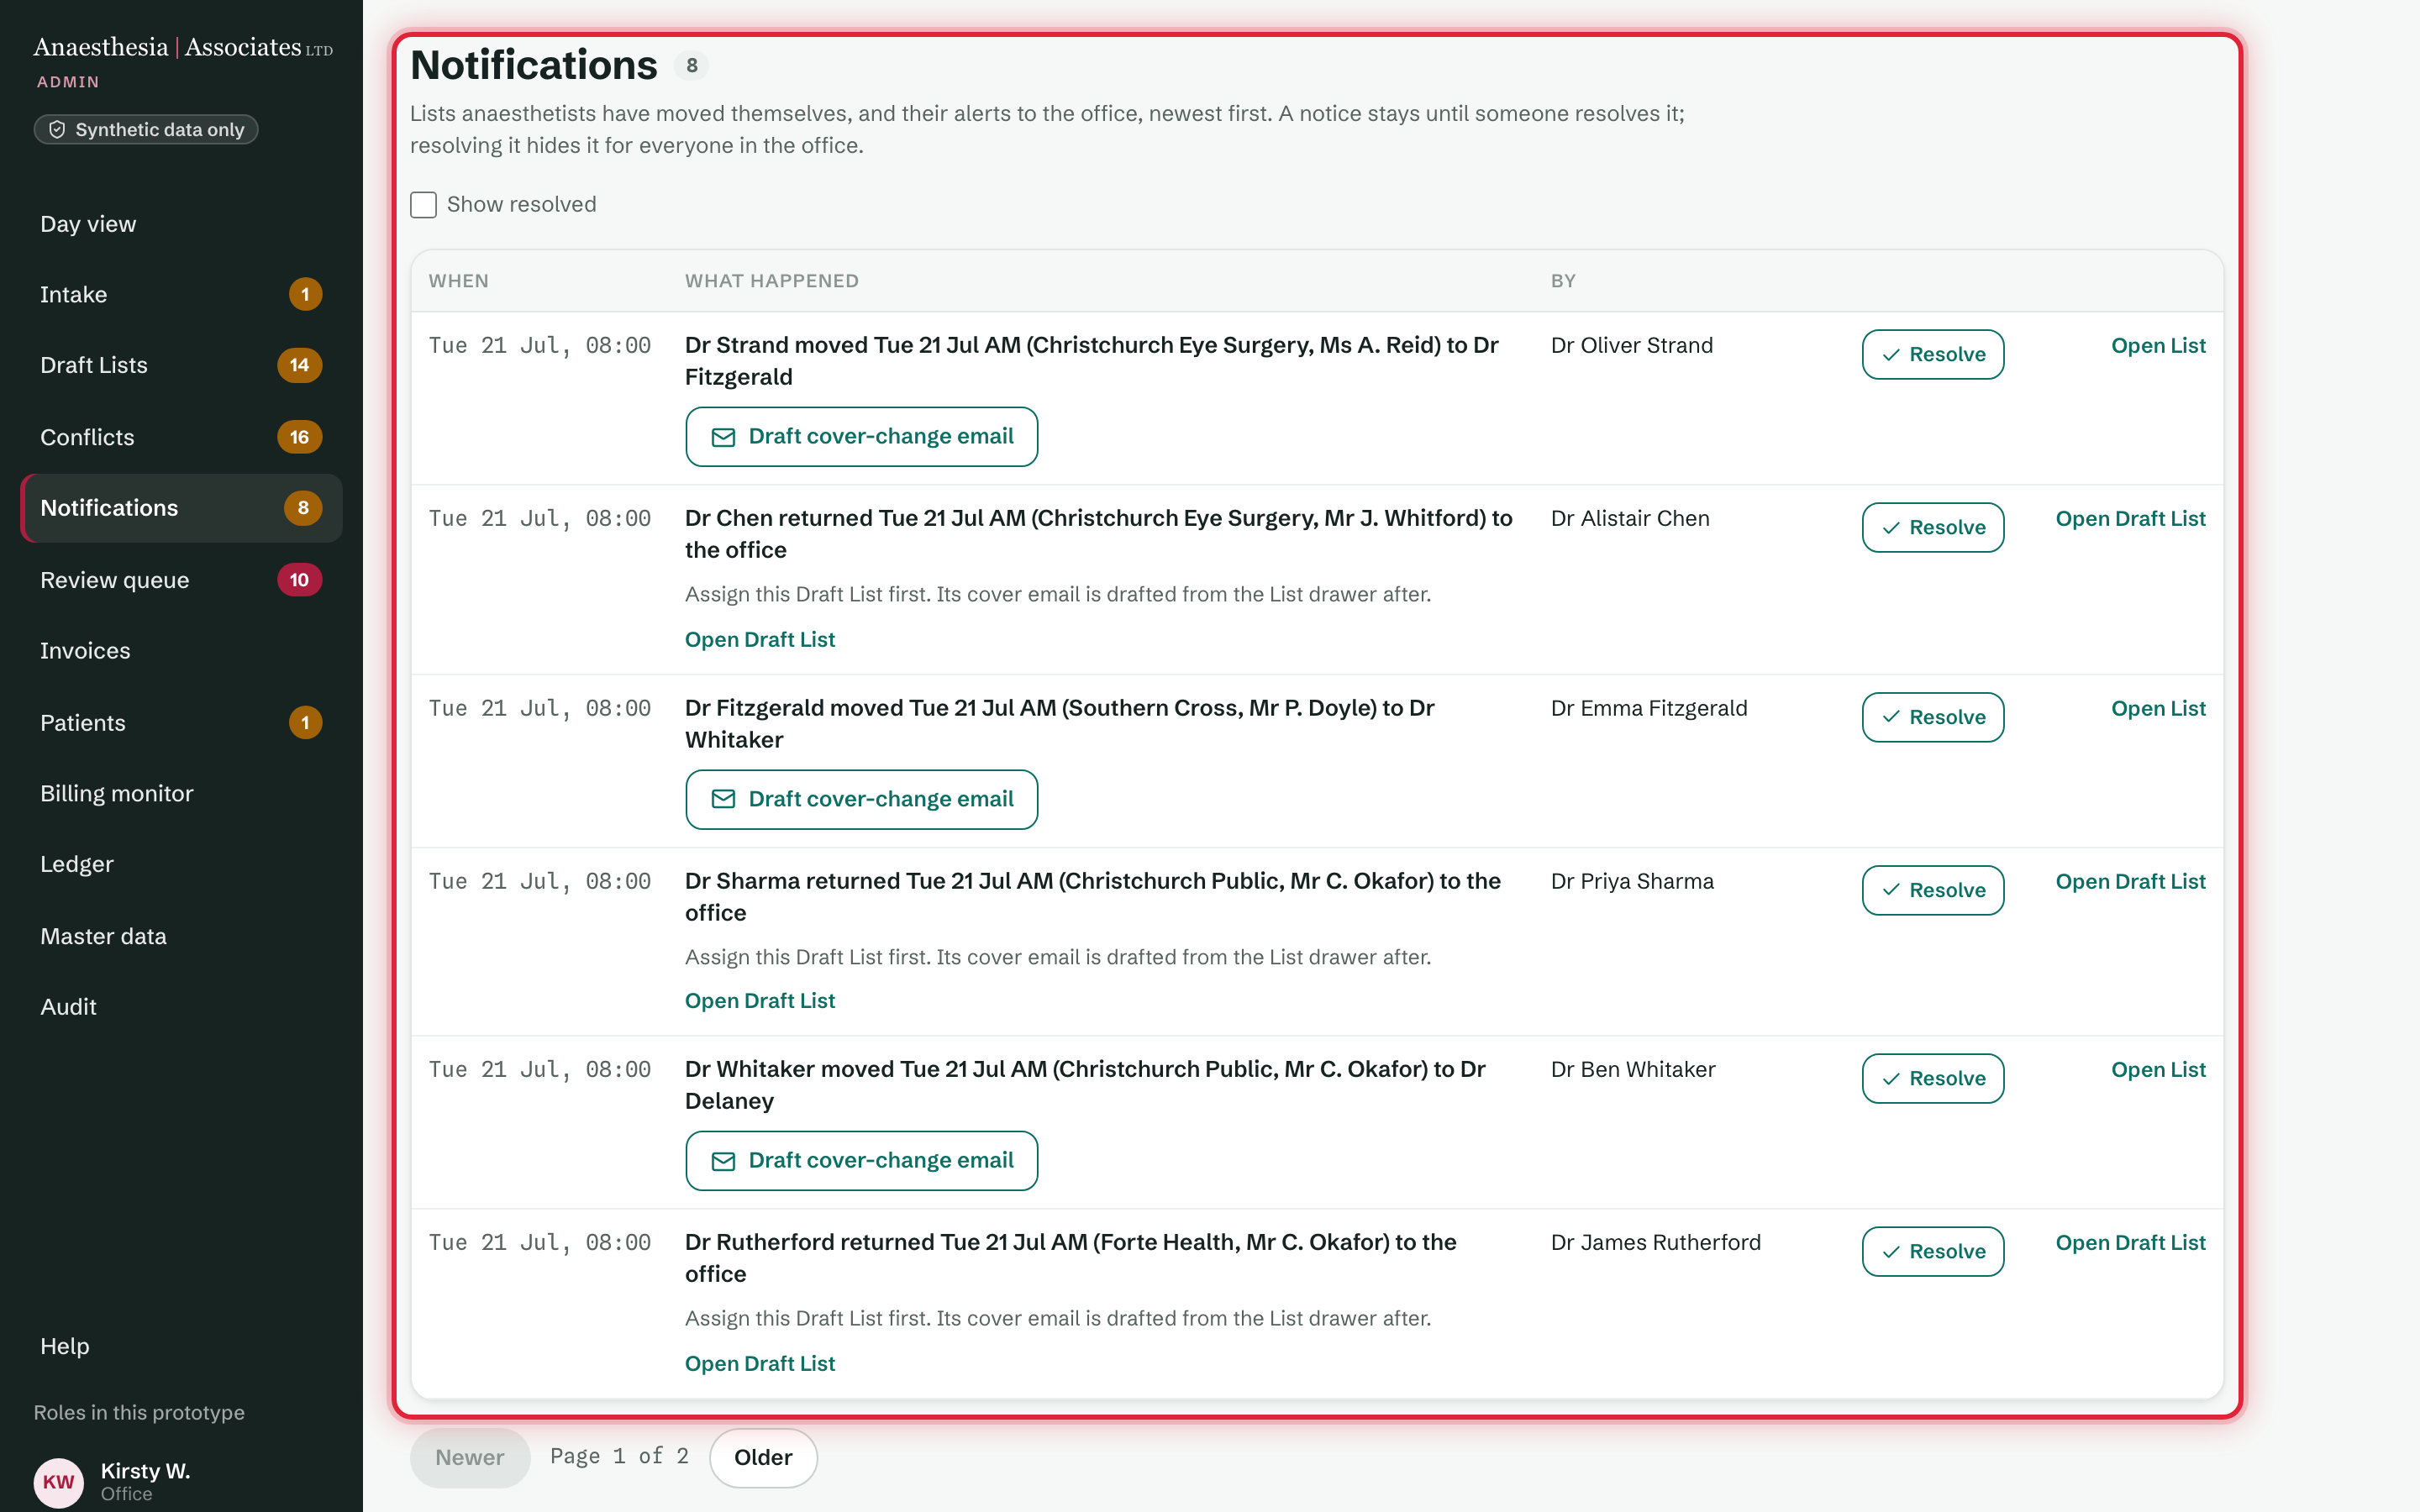 Anaesthesia | Associates LTD
ADMIN
Synthetic data only
Day view
Intake 1
Draft Lists 14
Conflicts 16
Notifications 8
Review queue 10
Invoices
Patients 1
Billing monitor
Ledger
Master data
Audit
Help
Roles in this prototype
KW Kirsty W.
Office
Notifications 8
Lists anaesthetists have moved themselves, and their alerts to the office, newest first. A notice stays until someone resolves it;
resolving it hides it for everyone in the office.
Show resolved
WHEN WHAT HAPPENED BY
Tue 21 Jul, 08:00 Dr Strand moved Tue 21 Jul AM (Christchurch Eye Surgery, Ms A. Reid) to Dr Dr Oliver Strand Resolve Open List
Fitzgerald
Draft cover-change email
Tue 21 Jul, 08:00 Dr Chen returned Tue 21 Jul AM (Christchurch Eye Surgery, Mr J. Whitford) to Dr Alistair Chen Resolve Open Draft List
the office
Assign this Draft List first. Its cover email is drafted from the List drawer after.
Open Draft List
Tue 21 Jul, 08:00 Dr Fitzgerald moved Tue 21 Jul AM (Southern Cross, Mr P. Doyle) to Dr Dr Emma Fitzgerald Resolve Open List
Whitaker
Draft cover-change email
Tue 21 Jul, 08:00 Dr Sharma returned Tue 21 Jul AM (Christchurch Public, Mr C. Okafor) to the Dr Priya Sharma Resolve Open Draft List
office
Assign this Draft List first. Its cover email is drafted from the List drawer after.
Open Draft List
Tue 21 Jul, 08:00 Dr Whitaker moved Tue 21 Jul AM (Christchurch Public, Mr C. Okafor) to Dr Dr Ben Whitaker Resolve Open List
Delaney
Draft cover-change email
Tue 21 Jul, 08:00 Dr Rutherford returned Tue 21 Jul AM (Forte Health, Mr C. Okafor) to the Dr James Rutherford Resolve Open Draft List
office
Assign this Draft List first. Its cover email is drafted from the List drawer after.
Open Draft List
Newer Page 1 of 2 Older